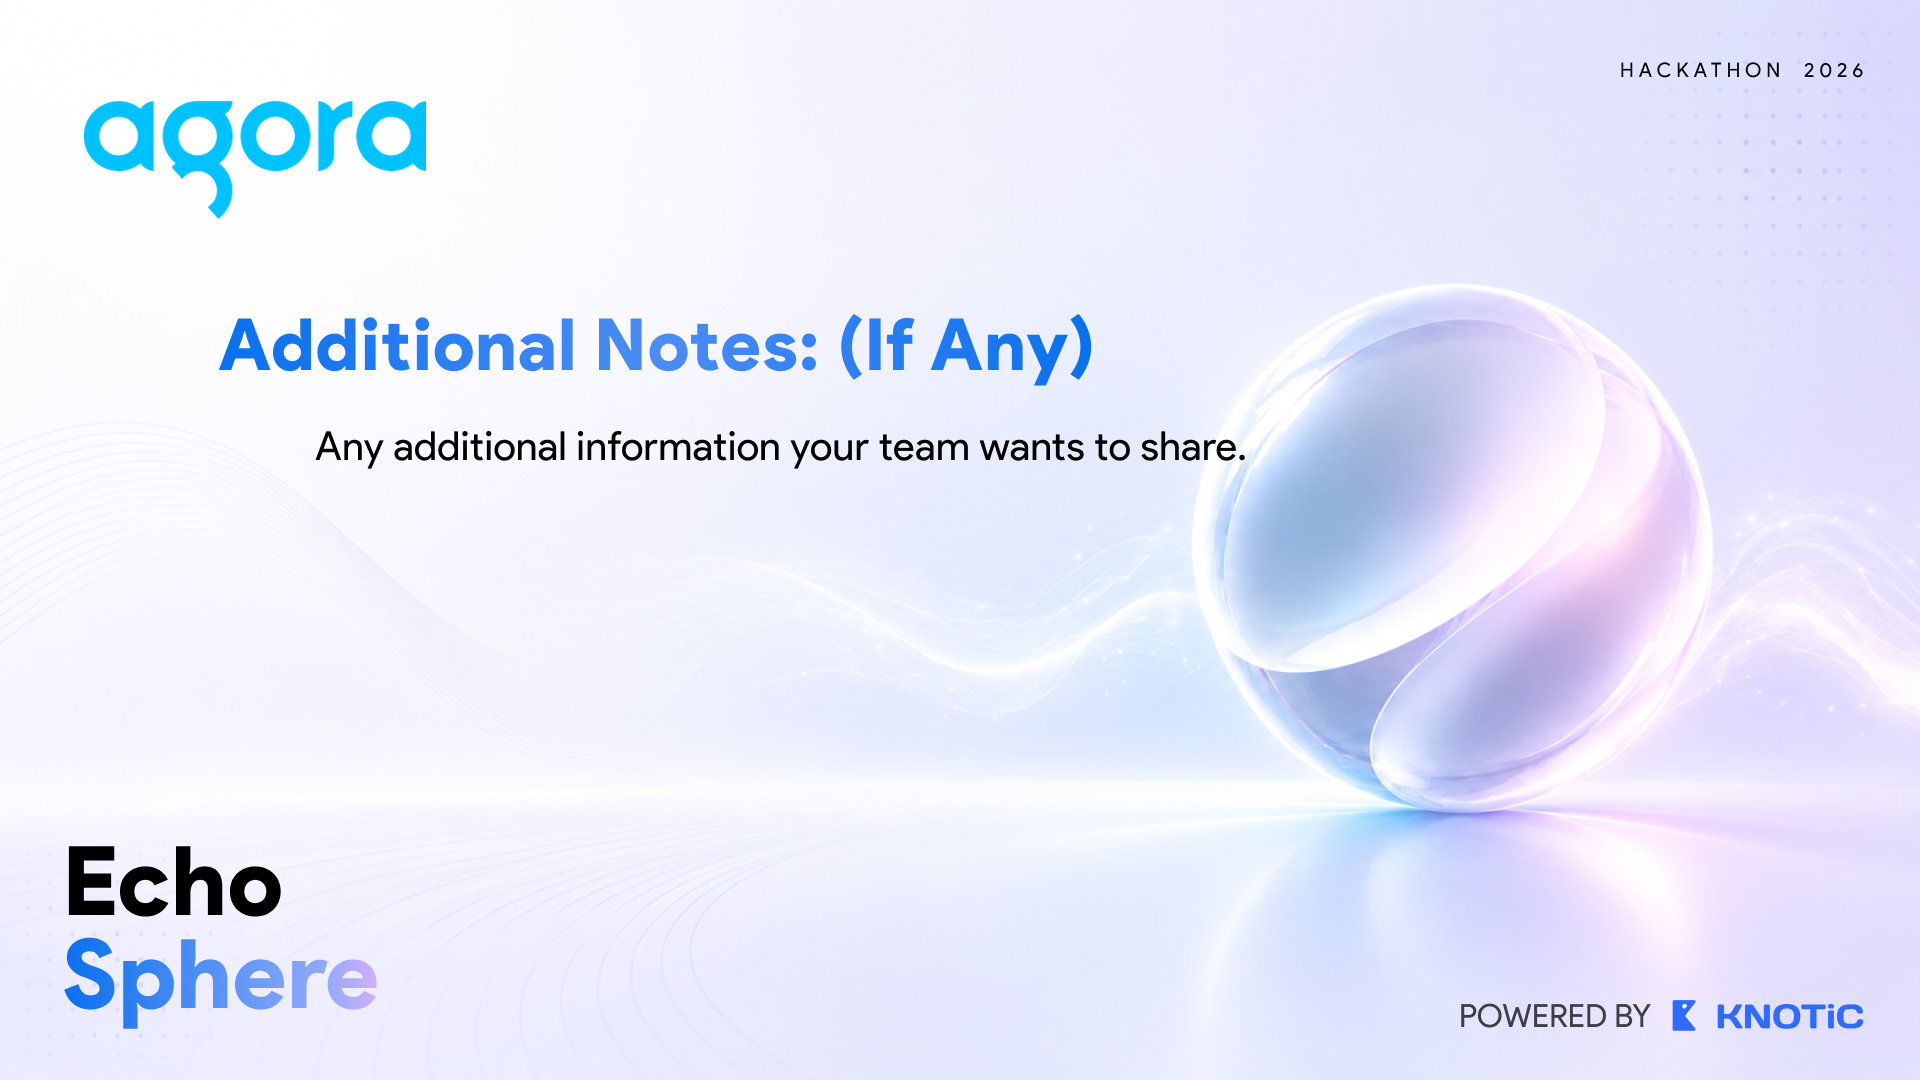 HACKATHON 2026
agora
Additional Notes: (If Any)
Any additional information your team wants to share.
Echo
Sphere
POWERED BY KNOTiC